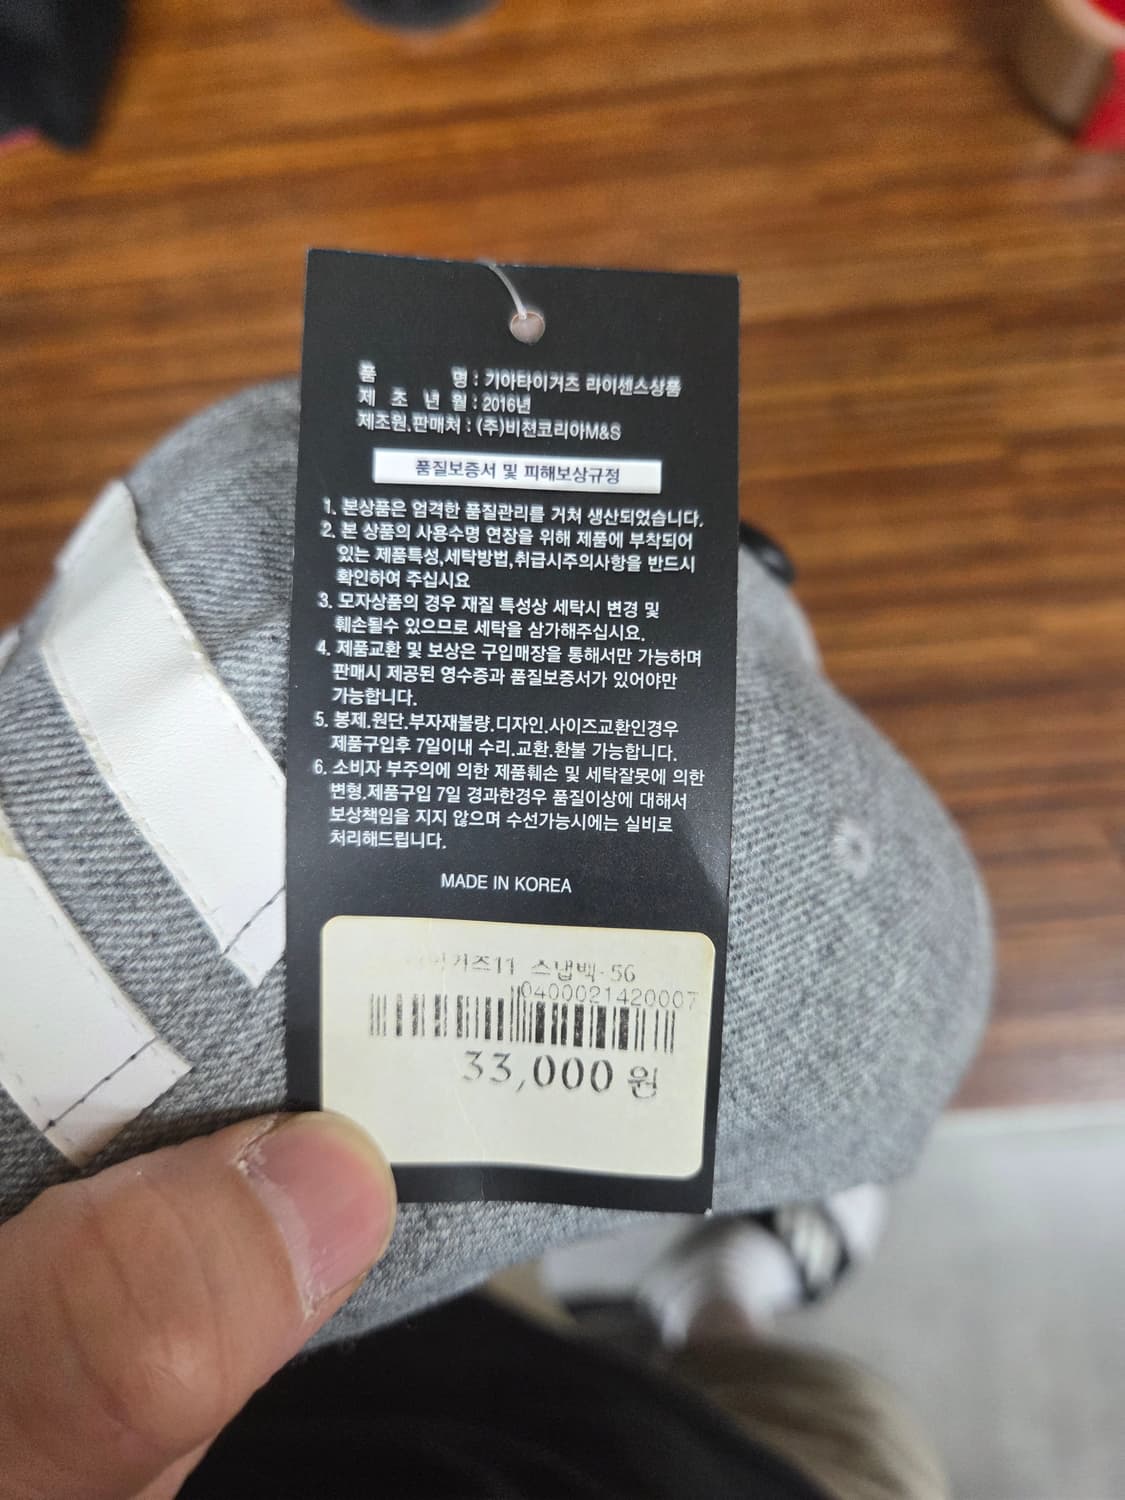 품 명 : 기아타이거즈 라이센스상품
제 조 년 월 : 2016년
제조원.판매처 : (주)비젼코리아M&S
품질보증서 및 피해보상규정
1. 본상품은 엄격한 품질관리를 거쳐 생산되었습니다.
2. 본 상품의 사용수명 연장을 위해 제품에 부착되어
있는 제품특성,세탁방법,취급시주의사항을 반드시
확인하여 주십시요
3. 모자상품의 경우 재질 특성상 세탁시 변경 및
훼손될수 있으므로 세탁을 삼가해주십시요.
4. 제품교환 및 보상은 구입매장을 통해서만 가능하며
판매시 제공된 영수증과 품질보증서가 있어야만
가능합니다.
5. 봉제.원단.부자재불량.디자인.사이즈교환인경우
제품구입후 7일이내 수리.교환.환불 가능합니다.
6. 소비자 부주의에 의한 제품훼손 및 세탁잘못에 의한
변형.제품구입 7일 경과한경우 품질이상에 대해서
보상책임을 지지 않으며 수선가능시에는 실비로
처리해드립니다.
MADE IN KOREA
스냅백-56
0400021420007
33,000 원